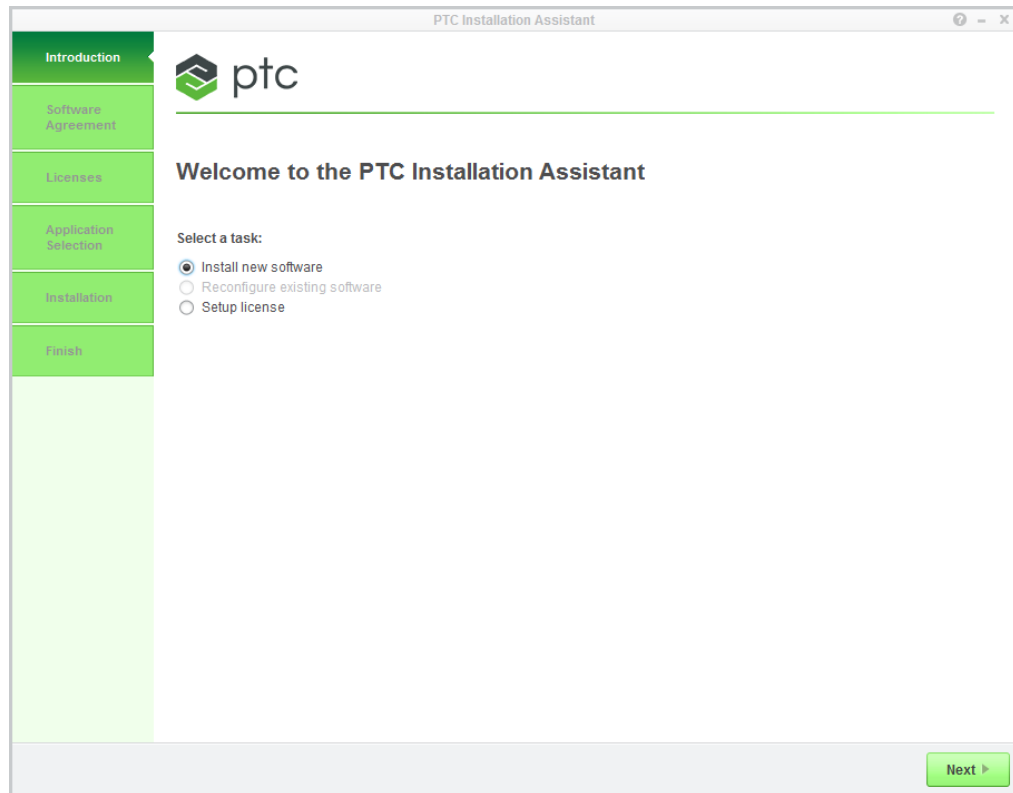 PTC Installation Assistant
Introduction
Software
Agreement
Licenses
Application
Selection
Installation
Finish
ptc
Welcome to the PTC Installation Assistant
Select a task:
Install new software
Reconfigure existing software
Setup license
Next